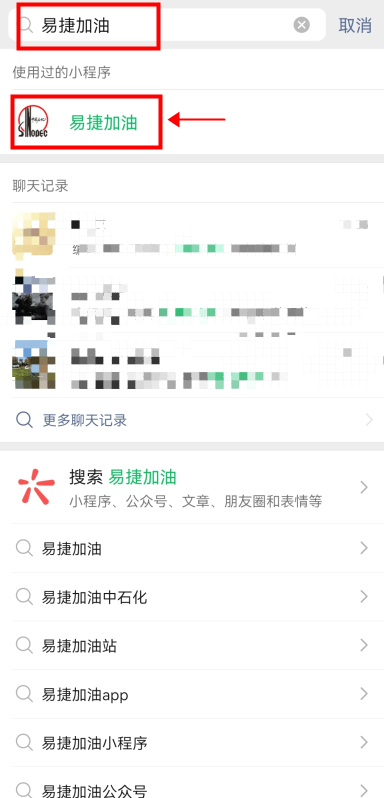 易捷加油
取消
使用过的小程序
易捷加油
聊天记录
更多聊天记录
搜索 易捷加油
小程序、公众号、文章、朋友圈和表情等
易捷加油
易捷加油中石化
易捷加油站
易捷加油app
易捷加油小程序
易捷加油公众号